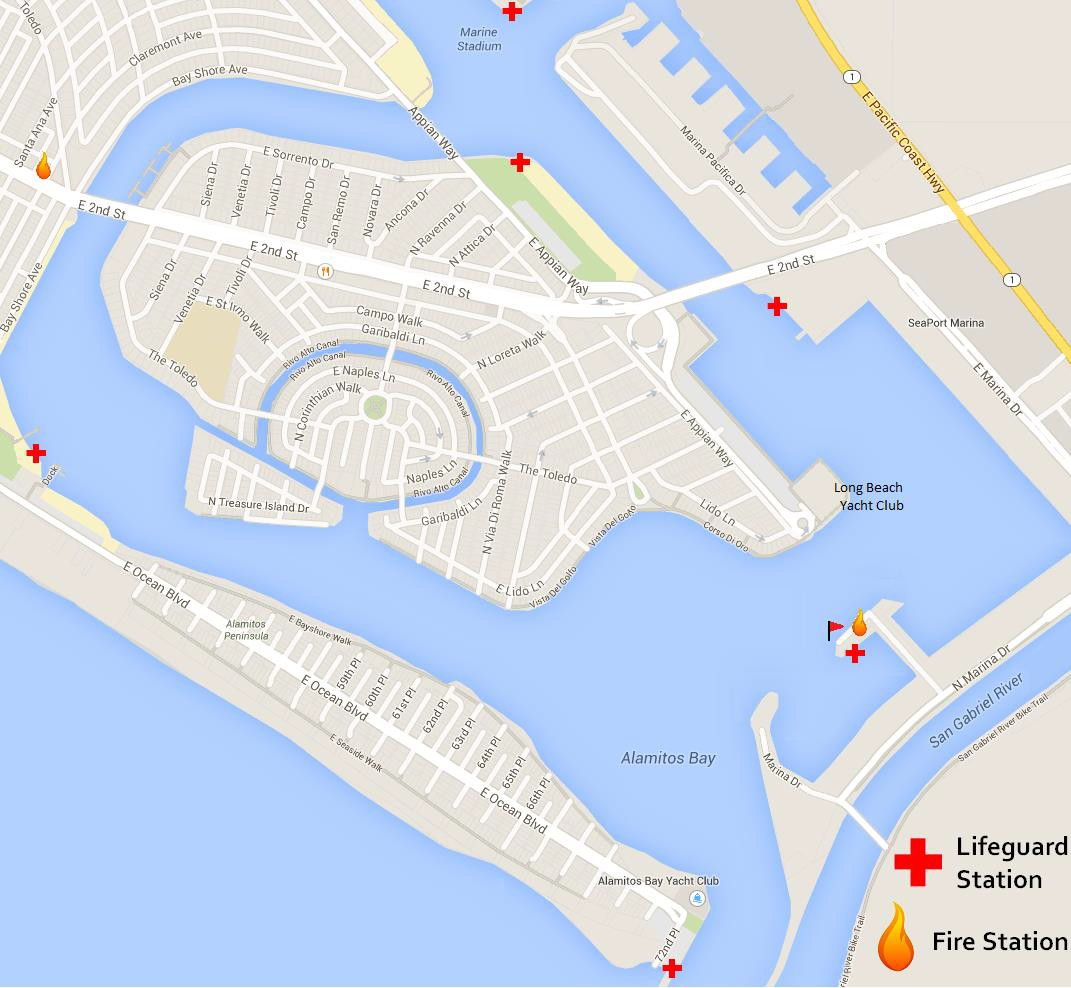 Toledo
Claremont Ave
Bay Shore Ave
Santa Ana Ave
Marine
Stadium
Appian Way
1
E Pacific Coast Hwy
Marina Pacifica Dr
E Sorrento Dr
Siena Dr
Venetia Dr
Tivoli Dr
Campo Dr
San Remo Dr
Novara Dr
Ancona Dr
N Ravenna Dr
N Attica Dr
E 2nd St
E 2nd St
E 2nd St
E Appian Way
E 2nd St
1
Bay Shore Ave
Siena Dr
Venetia Dr
Tivoli Dr
E St Irmo Walk
The Toledo
Campo Walk
Garibaldi Ln
Rivo Alto Canal
Rivo Alto Canal
Rivo Alto Canal
E Naples Ln
N Corinthian Walk
N Loreta Walk
SeaPort Marina
E Marina Dr
E Appian Way
Naples Ln
Rivo Alto Canal
Garibaldi Ln
N Via Di Roma Walk
The Toledo
Long Beach
Yacht Club
Lido Ln
Corso Di Oro
Vista Del Golfo
Vista Del Golfo
E Lido Ln
N Treasure Island Dr
Dock
E Ocean Blvd
Alamitos
Peninsula
E Bayshore Walk
59th Pl
60th Pl
61st Pl
62nd Pl
63rd Pl
64th Pl
65th Pl
66th Pl
E Ocean Blvd
E Seaside Walk
E Ocean Blvd
Alamitos Bay
N Marina Dr
San Gabriel River
San Gabriel River Bike Trail
Marina Dr
Alamitos Bay Yacht Club
72nd Pl
riel River Bike Trail
Lifeguard
Station
Fire Station